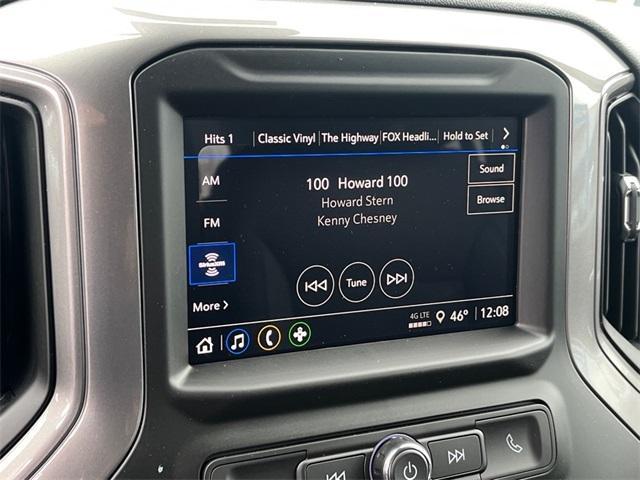 Hits 1 Classic Vinyl The Highway FOX Headli... Hold to Set
AM
100 Howard 100
Sound
Howard Stern
Browse
FM
Kenny Chesney
SiriusXM
Tune
More
4G LTE
46° 12:08